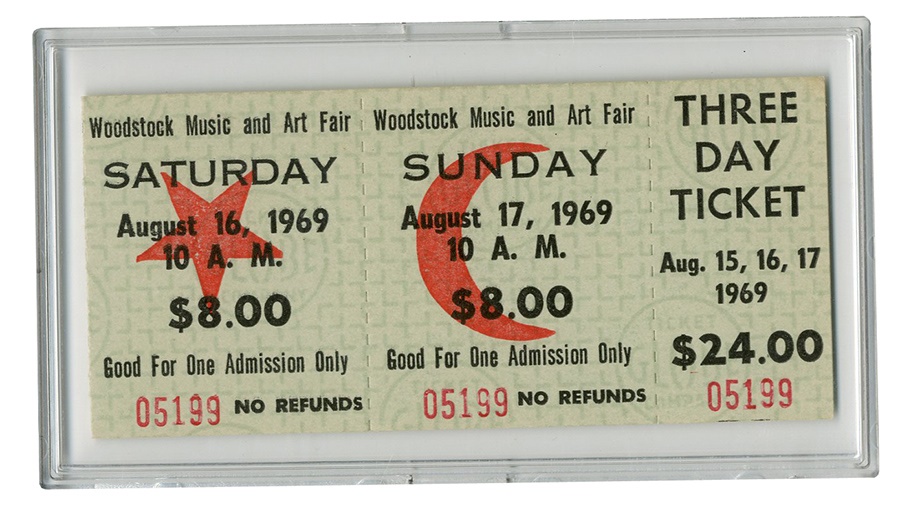 Woodstock Music and Art Fair
SATURDAY
August 16, 1969
10 A. M.
$8.00
Good For One Admission Only
05199 NO REFUNDS
Woodstock Music and Art Fair
SUNDAY
August 17, 1969
10 A. M.
$8.00
Good For One Admission Only
05199 NO REFUNDS
THREE
DAY
TICKET
Aug. 15, 16, 17
1969
$24.00
05199